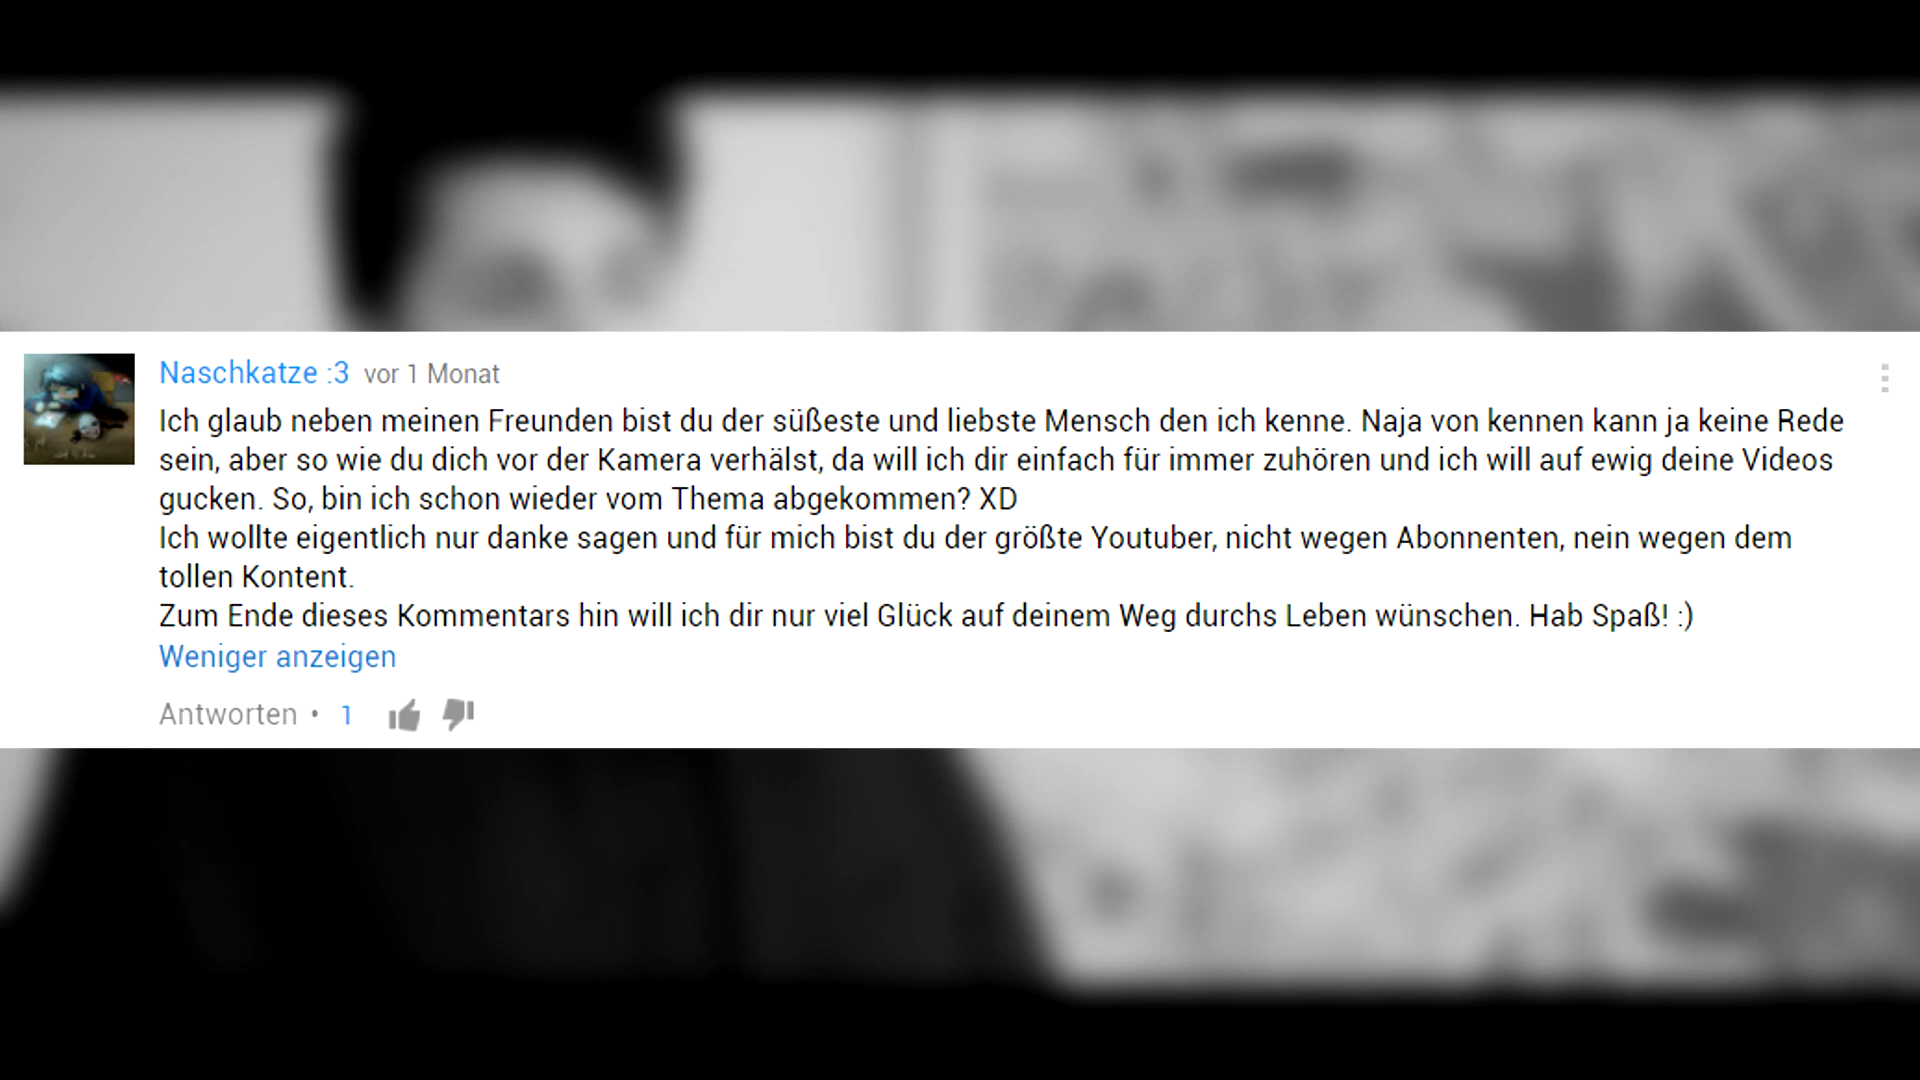 Naschkatze :3 vor 1 Monat
Ich glaub neben meinen Freunden bist du der süßeste und liebste Mensch den ich kenne. Naja von kennen kann ja keine Rede
sein, aber so wie du dich vor der Kamera verhälst, da will ich dir einfach für immer zuhören und ich will auf ewig deine Videos
gucken. So, bin ich schon wieder vom Thema abgekommen? XD
Ich wollte eigentlich nur danke sagen und für mich bist du der größte Youtuber, nicht wegen Abonnenten, nein wegen dem
tollen Kontent.
Zum Ende dieses Kommentars hin will ich dir nur viel Glück auf deinem Weg durchs Leben wünschen. Hab Spaß! :)
Weniger anzeigen
Antworten • 1